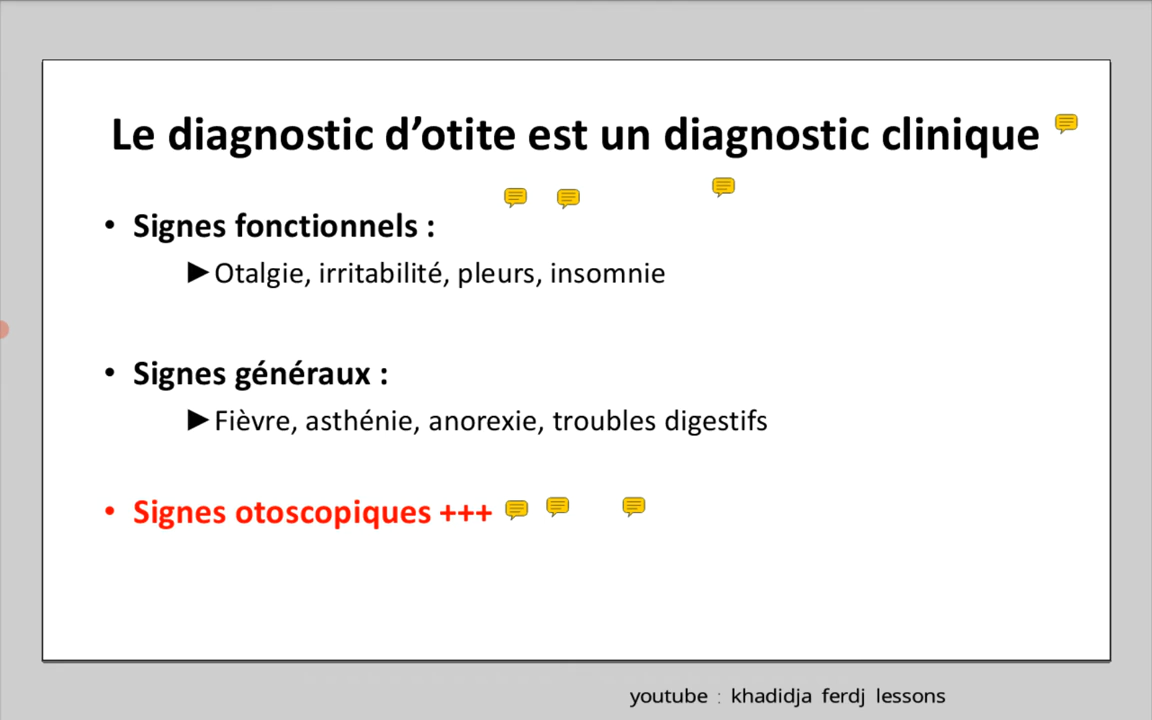 Le diagnostic d’otite est un diagnostic clinique
• Signes fonctionnels :
►Otalgie, irritabilité, pleurs, insomnie
• Signes généraux :
►Fièvre, asthénie, anorexie, troubles digestifs
• Signes otoscopiques +++
youtube : khadidja ferdj lessons